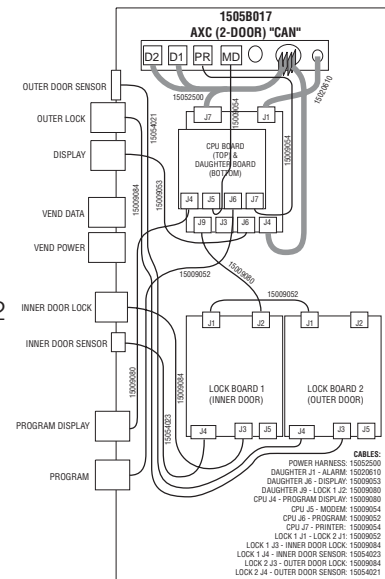 1505B017
AXC (2-DOOR) "CAN"
D2 D1 PR MD
OUTER DOOR SENSOR
OUTER LOCK
DISPLAY
VEND DATA
VEND POWER
2
INNER DOOR LOCK
INNER DOOR SENSOR
PROGRAM DISPLAY
PROGRAM
15052500
15009054
15020610
15054021
15009084
15009053
15009054
J7
J1
CPU BOARD
(TOP) &
DAUGHTER BOARD
(BOTTOM)
J4 J5 J6 J7
J9 J3 J6 J4
15009052
15009080
15009052
15009080
15009084
15054023
J1 J2
J1 J2
LOCK BOARD 1
(INNER DOOR)
LOCK BOARD 2
(OUTER DOOR)
J4 J3 J5
J4 J3 J5
CABLES:
POWER HARNESS: 15052500
DAUGHTER J1 - ALARM: 15020610
DAUGHTER J6 - DISPLAY: 15009053
DAUGHTER J9 - LOCK 1 J2: 15009080
CPU J4 - PROGRAM DISPLAY: 15009080
CPU J5 - MODEM: 15009054
CPU J6 - PROGRAM: 15009052
CPU J7 - PRINTER: 15009054
LOCK 1 J1 - LOCK 2 J1: 15009052
LOCK 1 J3 - INNER DOOR LOCK: 15009084
LOCK 1 J4 - INNER DOOR SENSOR: 15054023
LOCK 2 J3 - OUTER DOOR LOCK: 15009084
LOCK 2 J4 - OUTER DOOR SENSOR: 15054021